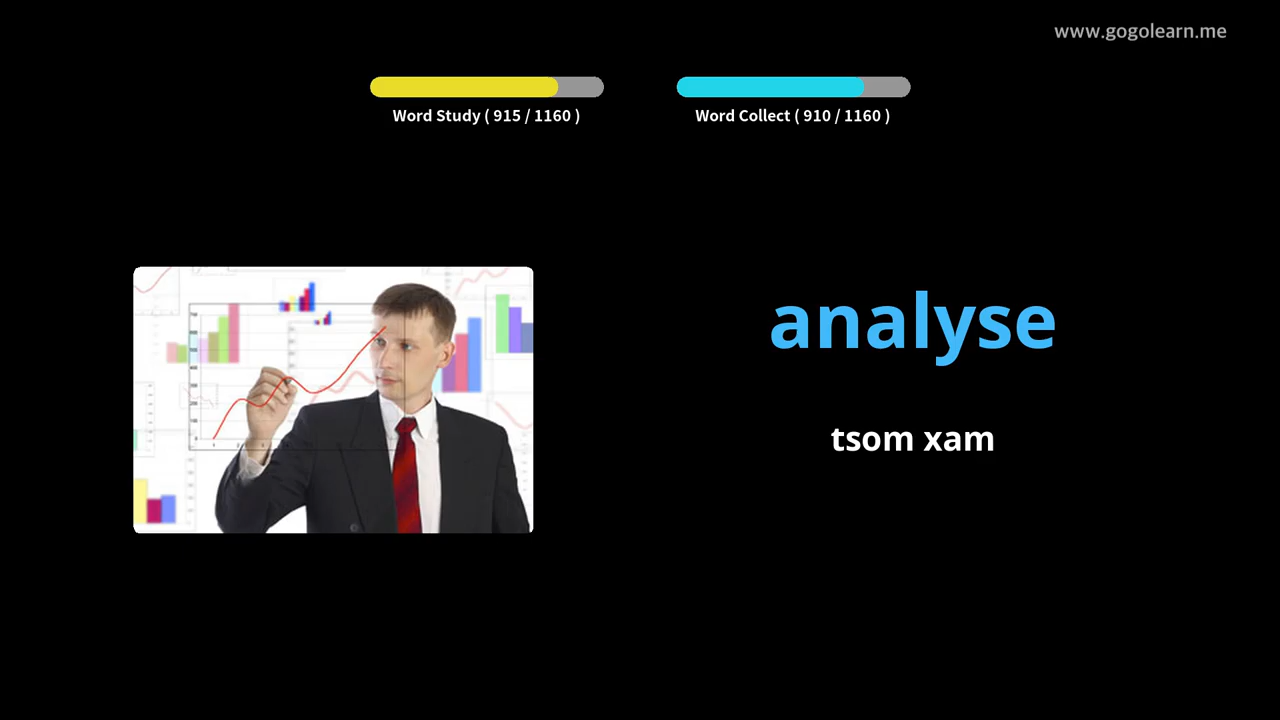 www.gogolearn.me
Word Study ( 915 / 1160 )
Word Collect ( 910 / 1160 )
analyse
tsom xam